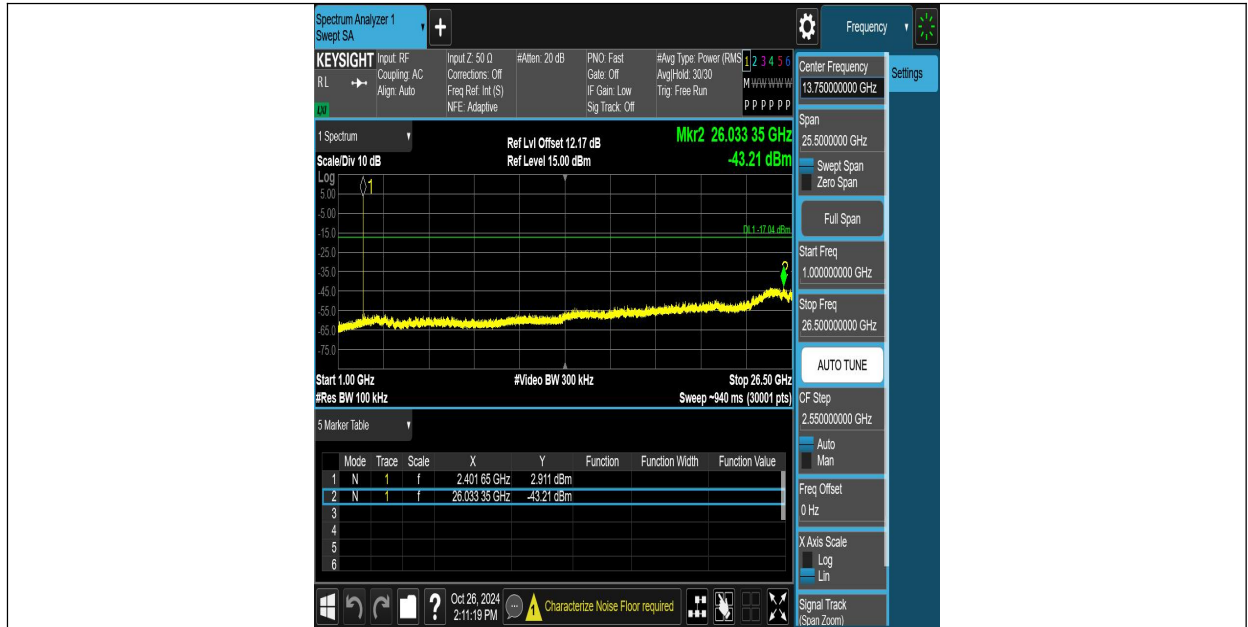 Spectrum Analyzer 1
Swept SA
+
Frequency
KEYSIGHT
RL
LXI
Input: RF
Coupling: AC
Align: Auto
Input Z: 50 Ω
Corrections: Off
Freq Ref: Int (S)
NFE: Adaptive
#Atten: 20 dB
PNO: Fast
Gate: Off
IF Gain: Low
Sig Track: Off
#Avg Type: Power (RMS
Avg|Hold: 30/30
Trig: Free Run
1 2 3 4 5 6
M W W W W W
P P P P P P
1 Spectrum
Scale/Div 10 dB
Ref Lvl Offset 12.17 dB
Ref Level 15.00 dBm
Mkr2 26.033 35 GHz
-43.21 dBm
Log
5.00
-5.00
-15.0
-25.0
-35.0
-45.0
-55.0
-65.0
-75.0
1
DL1 -17.04 dBm
2
Start 1.00 GHz
#Video BW 300 kHz
Stop 26.50 GHz
#Res BW 100 kHz
Sweep ~940 ms (30001 pts)
5 Marker Table
Mode Trace Scale X Y Function Function Width Function Value
1 N 1 f 2.401 65 GHz 2.911 dBm
2 N 1 f 26.033 35 GHz -43.21 dBm
3
4
5
6
?
Oct 26, 2024
2:11:19 PM
1
Characterize Noise Floor required
Center Frequency
13.750000000 GHz
Settings
Span
25.5000000 GHz
Swept Span
Zero Span
Full Span
Start Freq
1.000000000 GHz
Stop Freq
26.500000000 GHz
AUTO TUNE
CF Step
2.550000000 GHz
Auto
Man
Freq Offset
0 Hz
X Axis Scale
Log
Lin
Signal Track
(Span Zoom)